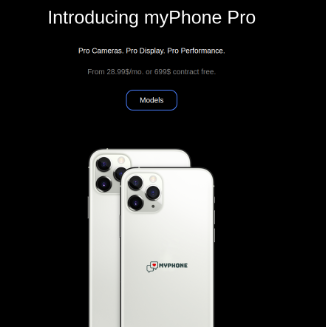 Introducing myPhone Pro
Pro Cameras. Pro Display. Pro Performance.
From 28.99$/mo. or 699$ contract free.
Models
MYPHONE